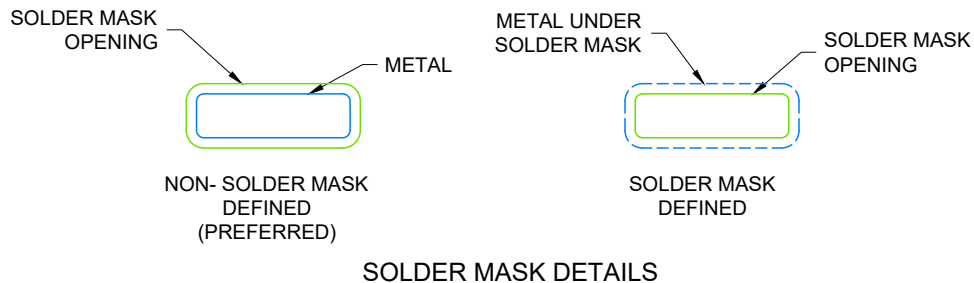 SOLDER MASK
OPENING
METAL
NON- SOLDER MASK
DEFINED
(PREFERRED)
METAL UNDER
SOLDER MASK
SOLDER MASK
OPENING
SOLDER MASK
DEFINED
SOLDER MASK DETAILS